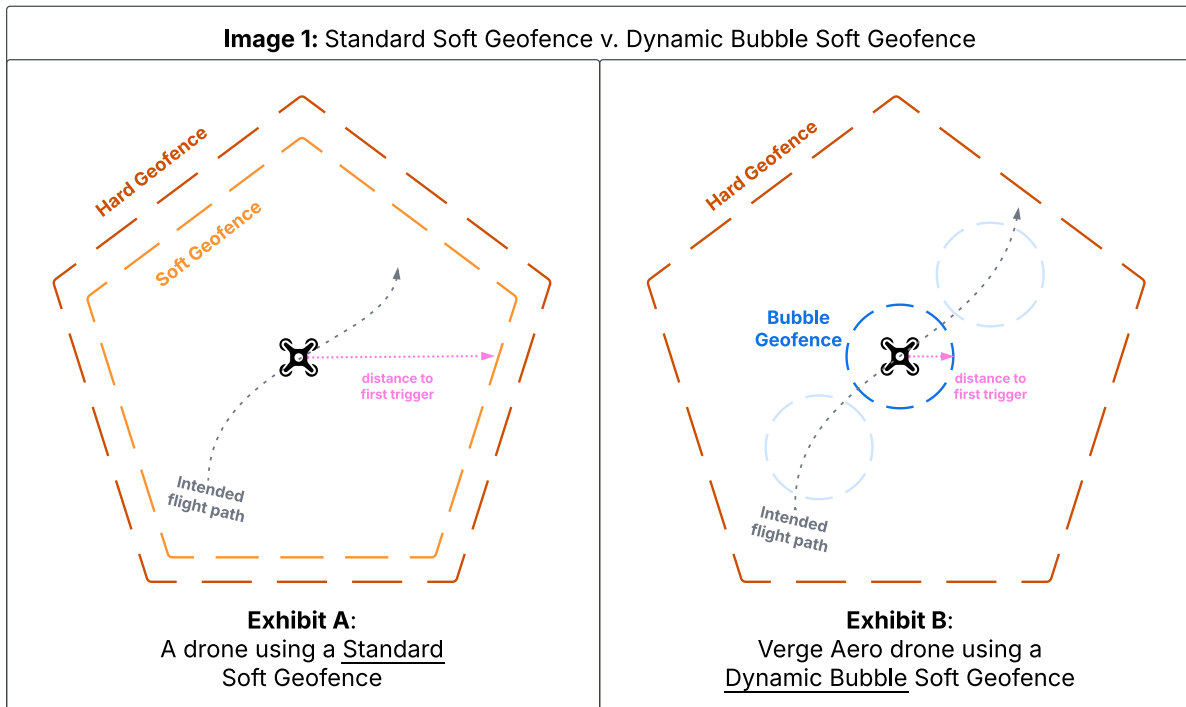 Image 1: Standard Soft Geofence v. Dynamic Bubble Soft Geofence
Hard Geofence
Soft Geofence
distance to
first trigger
Intended
flight path
Exhibit A:
A drone using a Standard
Soft Geofence
Hard Geofence
Bubble
Geofence
distance to
first trigger
Intended
flight path
Exhibit B:
Verge Aero drone using a
Dynamic Bubble Soft Geofence